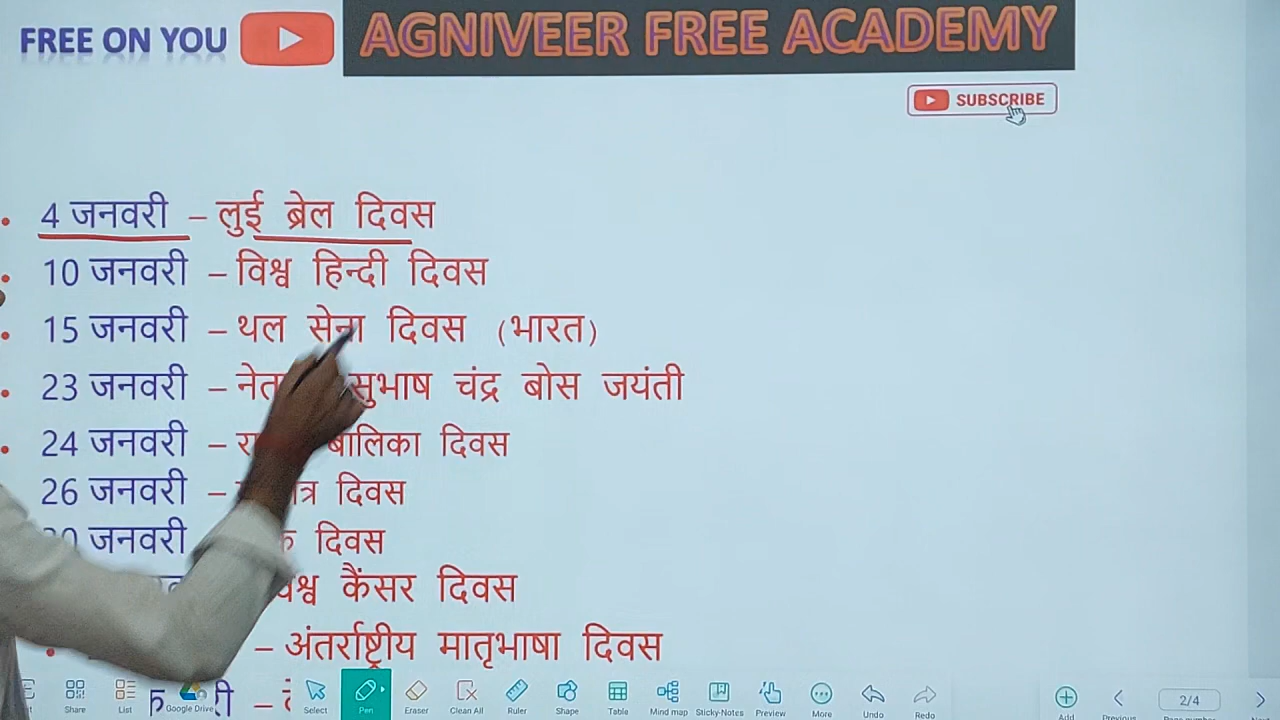 FREE ON YOU
AGNIVEER FREE ACADEMY
SUBSCRIBE
4 जनवरी – लुई ब्रेल दिवस
10 जनवरी – विश्व हिन्दी दिवस
15 जनवरी – थल सेना दिवस (भारत)
23 जनवरी – सुभाष चंद्र बोस जयंती
24 जनवरी – बालिका दिवस
26 जनवरी – दिवस
जनवरी दिवस
कैंसर दिवस
– अंतर्राष्ट्रीय मातृभाषा दिवस
Share List Google Drive Select Pen Eraser Clean All Ruler Shape Table Mind map Sticky-Notes Preview More Undo Redo Add Previous 2/4